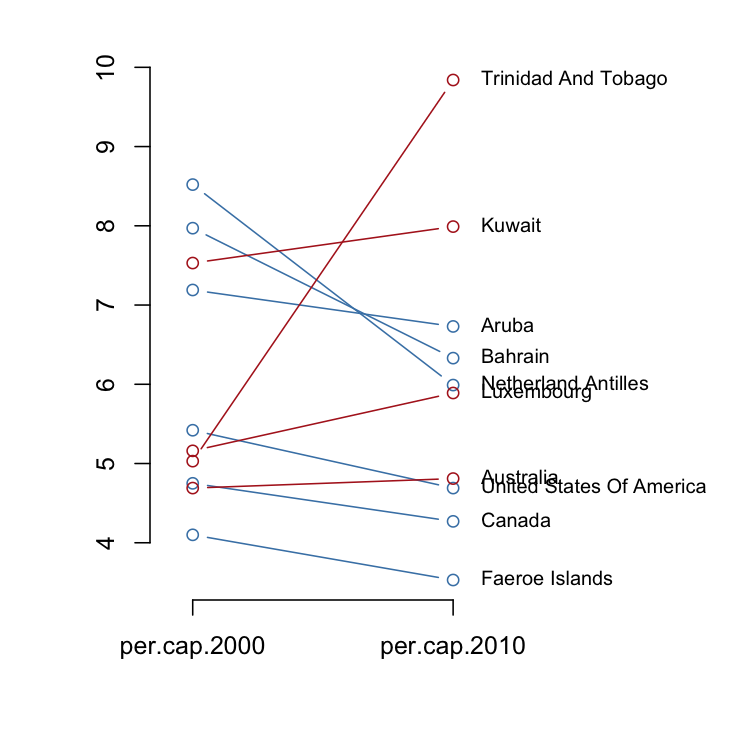 10
9
8
7
6
5
4
Trinidad And Tobago
Kuwait
Aruba
Bahrain
Netherland Antilles
Luxembourg
Australia
United States Of America
Canada
Faeroe Islands
per.cap.2000
per.cap.2010